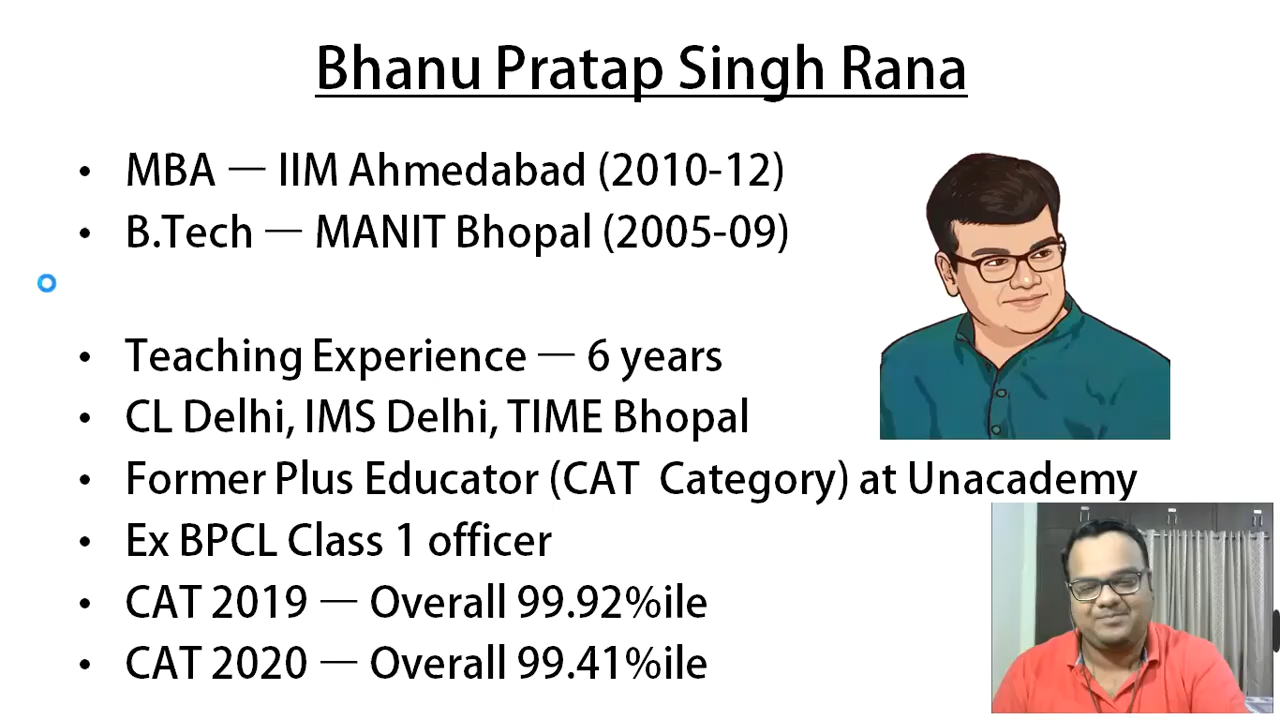 Bhanu Pratap Singh Rana
• MBA — IIM Ahmedabad (2010-12)
• B.Tech — MANIT Bhopal (2005-09)
• Teaching Experience — 6 years
• CL Delhi, IMS Delhi, TIME Bhopal
• Former Plus Educator (CAT Category) at Unacademy
• Ex BPCL Class 1 officer
• CAT 2019 — Overall 99.92%ile
• CAT 2020 — Overall 99.41%ile